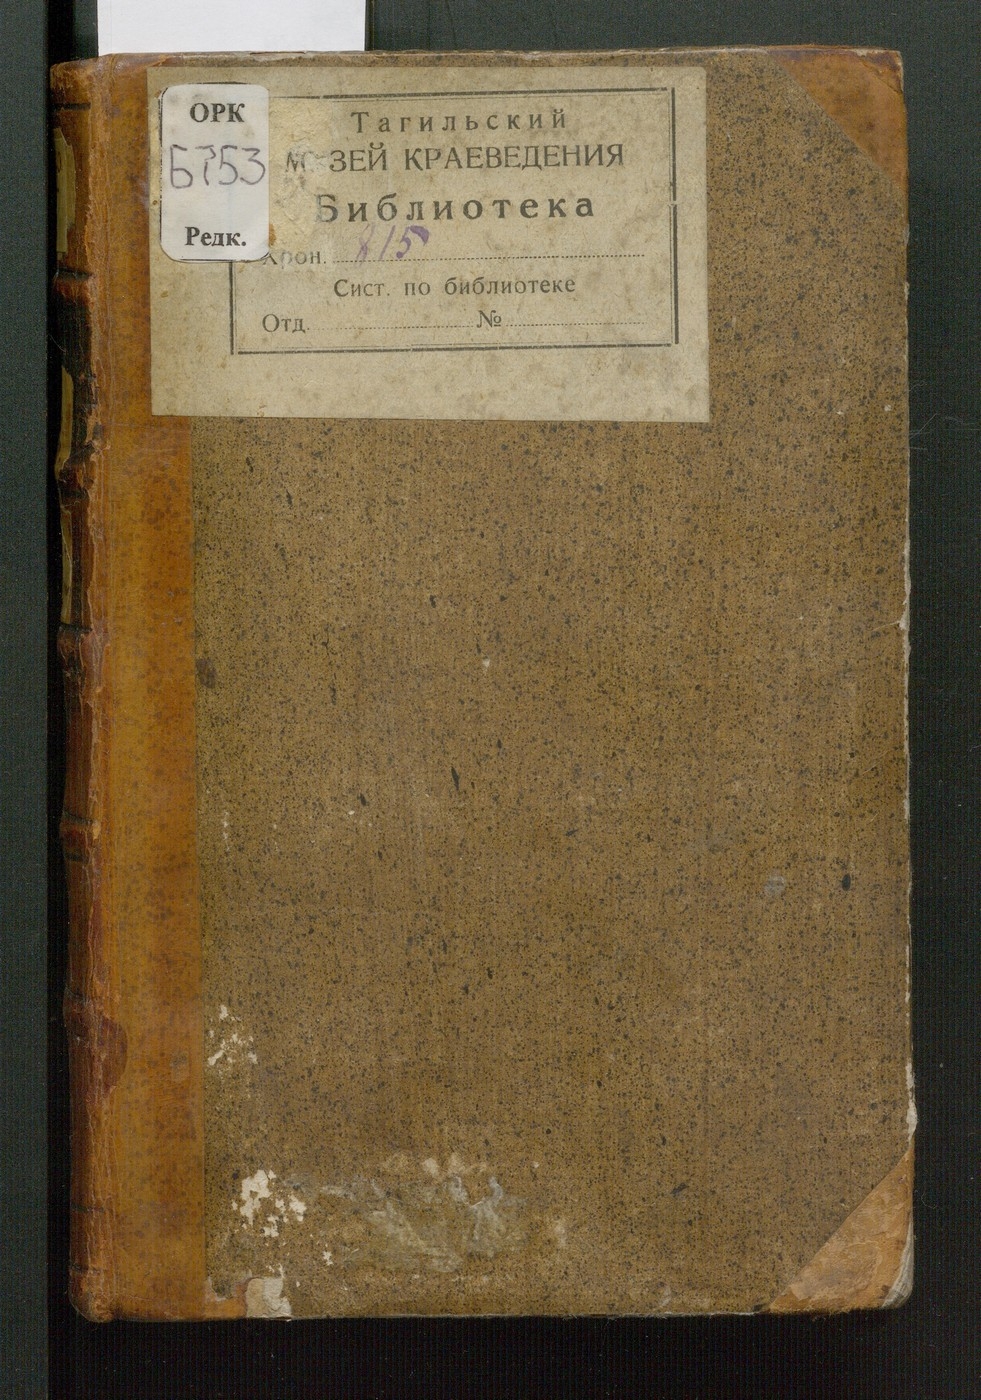 ОРК
Б753
Редк.
Тагильский
МУЗЕЙ КРАЕВЕДЕНИЯ
Библиотека
Хрон. 815
Сист. по библиотеке
Отд. №